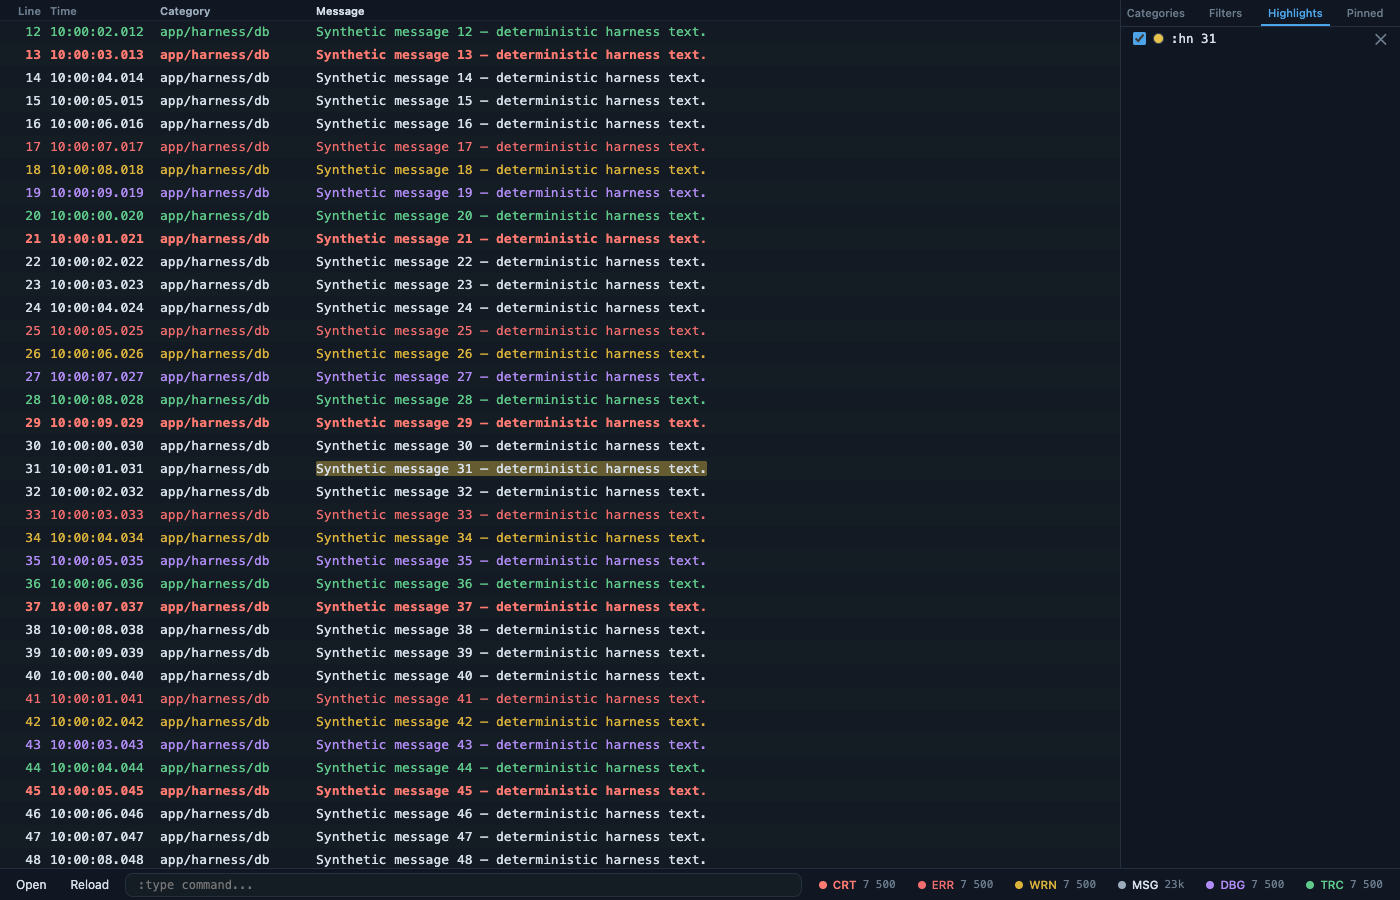 Line Time Category Message
12 10:00:02.012 app/harness/db Synthetic message 12 — deterministic harness text.
13 10:00:03.013 app/harness/db Synthetic message 13 — deterministic harness text.
14 10:00:04.014 app/harness/db Synthetic message 14 — deterministic harness text.
15 10:00:05.015 app/harness/db Synthetic message 15 — deterministic harness text.
16 10:00:06.016 app/harness/db Synthetic message 16 — deterministic harness text.
17 10:00:07.017 app/harness/db Synthetic message 17 — deterministic harness text.
18 10:00:08.018 app/harness/db Synthetic message 18 — deterministic harness text.
19 10:00:09.019 app/harness/db Synthetic message 19 — deterministic harness text.
20 10:00:00.020 app/harness/db Synthetic message 20 — deterministic harness text.
21 10:00:01.021 app/harness/db Synthetic message 21 — deterministic harness text.
22 10:00:02.022 app/harness/db Synthetic message 22 — deterministic harness text.
23 10:00:03.023 app/harness/db Synthetic message 23 — deterministic harness text.
24 10:00:04.024 app/harness/db Synthetic message 24 — deterministic harness text.
25 10:00:05.025 app/harness/db Synthetic message 25 — deterministic harness text.
26 10:00:06.026 app/harness/db Synthetic message 26 — deterministic harness text.
27 10:00:07.027 app/harness/db Synthetic message 27 — deterministic harness text.
28 10:00:08.028 app/harness/db Synthetic message 28 — deterministic harness text.
29 10:00:09.029 app/harness/db Synthetic message 29 — deterministic harness text.
30 10:00:00.030 app/harness/db Synthetic message 30 — deterministic harness text.
31 10:00:01.031 app/harness/db Synthetic message 31 — deterministic harness text.
32 10:00:02.032 app/harness/db Synthetic message 32 — deterministic harness text.
33 10:00:03.033 app/harness/db Synthetic message 33 — deterministic harness text.
34 10:00:04.034 app/harness/db Synthetic message 34 — deterministic harness text.
35 10:00:05.035 app/harness/db Synthetic message 35 — deterministic harness text.
36 10:00:06.036 app/harness/db Synthetic message 36 — deterministic harness text.
37 10:00:07.037 app/harness/db Synthetic message 37 — deterministic harness text.
38 10:00:08.038 app/harness/db Synthetic message 38 — deterministic harness text.
39 10:00:09.039 app/harness/db Synthetic message 39 — deterministic harness text.
40 10:00:00.040 app/harness/db Synthetic message 40 — deterministic harness text.
41 10:00:01.041 app/harness/db Synthetic message 41 — deterministic harness text.
42 10:00:02.042 app/harness/db Synthetic message 42 — deterministic harness text.
43 10:00:03.043 app/harness/db Synthetic message 43 — deterministic harness text.
44 10:00:04.044 app/harness/db Synthetic message 44 — deterministic harness text.
45 10:00:05.045 app/harness/db Synthetic message 45 — deterministic harness text.
46 10:00:06.046 app/harness/db Synthetic message 46 — deterministic harness text.
47 10:00:07.047 app/harness/db Synthetic message 47 — deterministic harness text.
48 10:00:08.048 app/harness/db Synthetic message 48 — deterministic harness text.
Categories Filters Highlights Pinned
:hn 31
Open Reload :type command... CRT 7 500 ERR 7 500 WRN 7 500 MSG 23k DBG 7 500 TRC 7 500